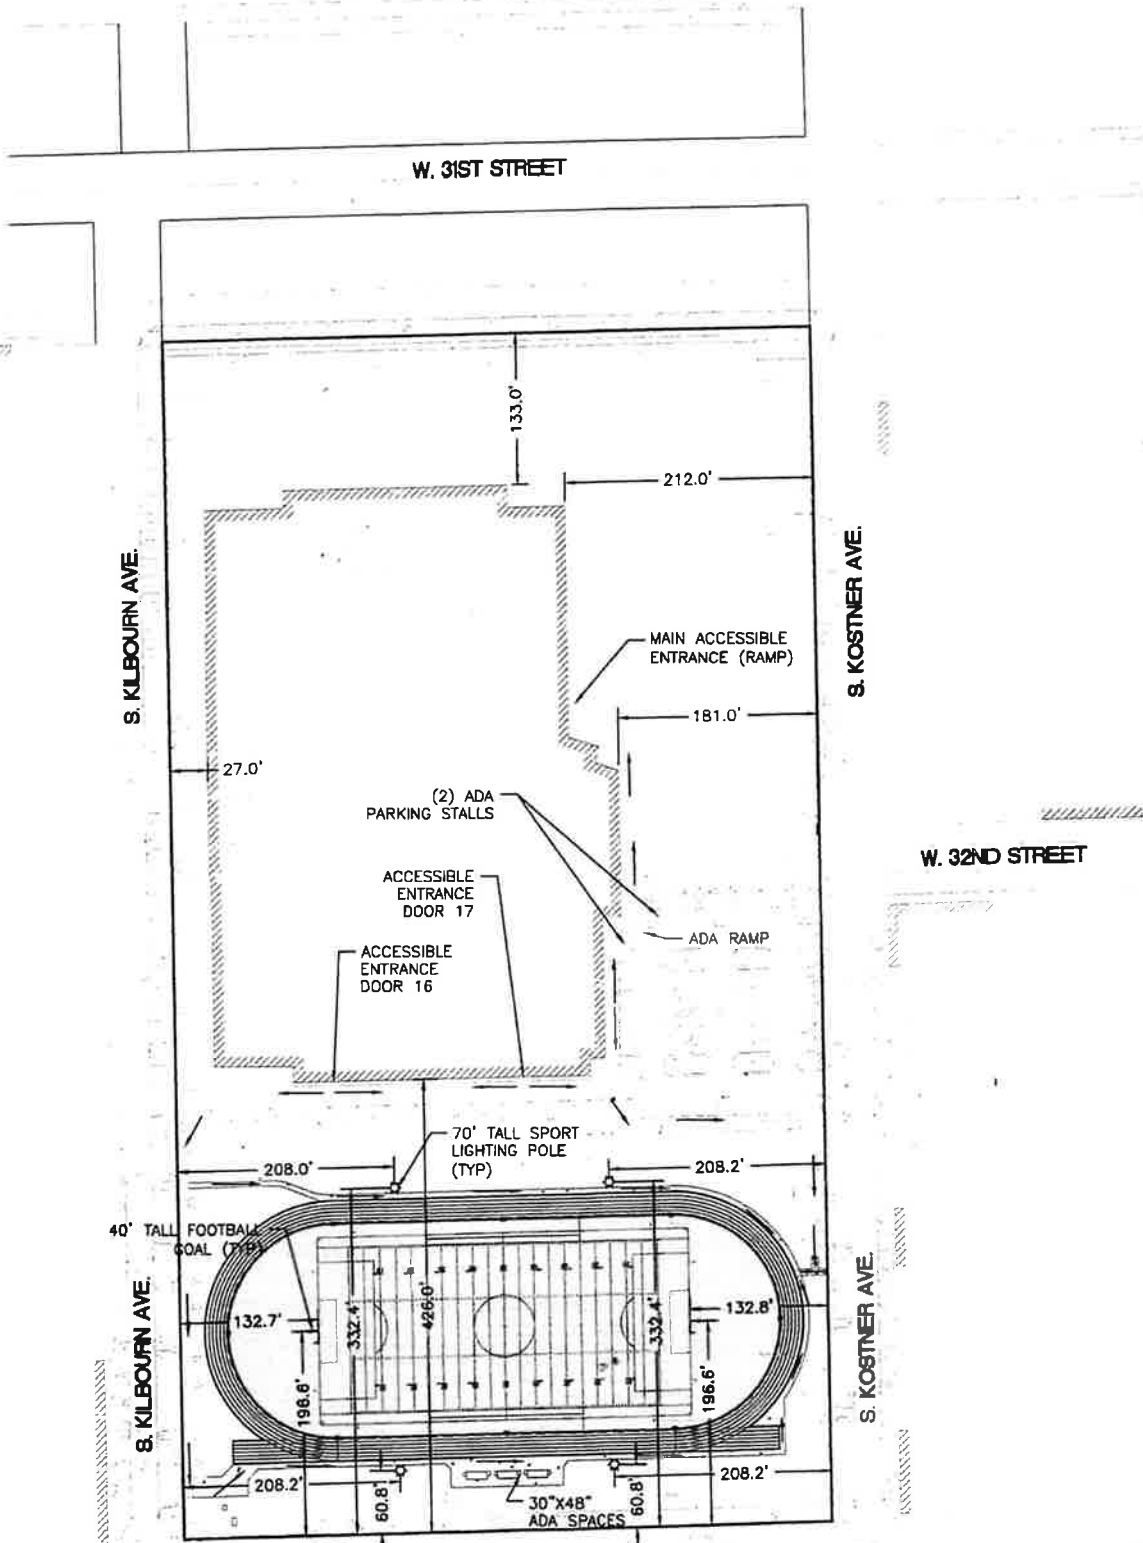 W. 31ST STREET
133.0'
212.0'
S. KILBOURN AVE.
S. KOSTNER AVE.
MAIN ACCESSIBLE
ENTRANCE (RAMP)
181.0'
27.0'
(2) ADA
PARKING STALLS
W. 32ND STREET
ACCESSIBLE
ENTRANCE
DOOR 17
ADA RAMP
ACCESSIBLE
ENTRANCE
DOOR 16
70' TALL SPORT
LIGHTING POLE
(TYP)
208.0'
208.2'
40' TALL FOOTBALL
GOAL (TYP)
132.7'
332.4'
426.0'
332.4'
132.8'
196.6'
196.6'
S. KILBOURN AVE.
S. KOSTNER AVE.
208.2'
60.8'
30"X48"
ADA SPACES
60.8'
208.2'